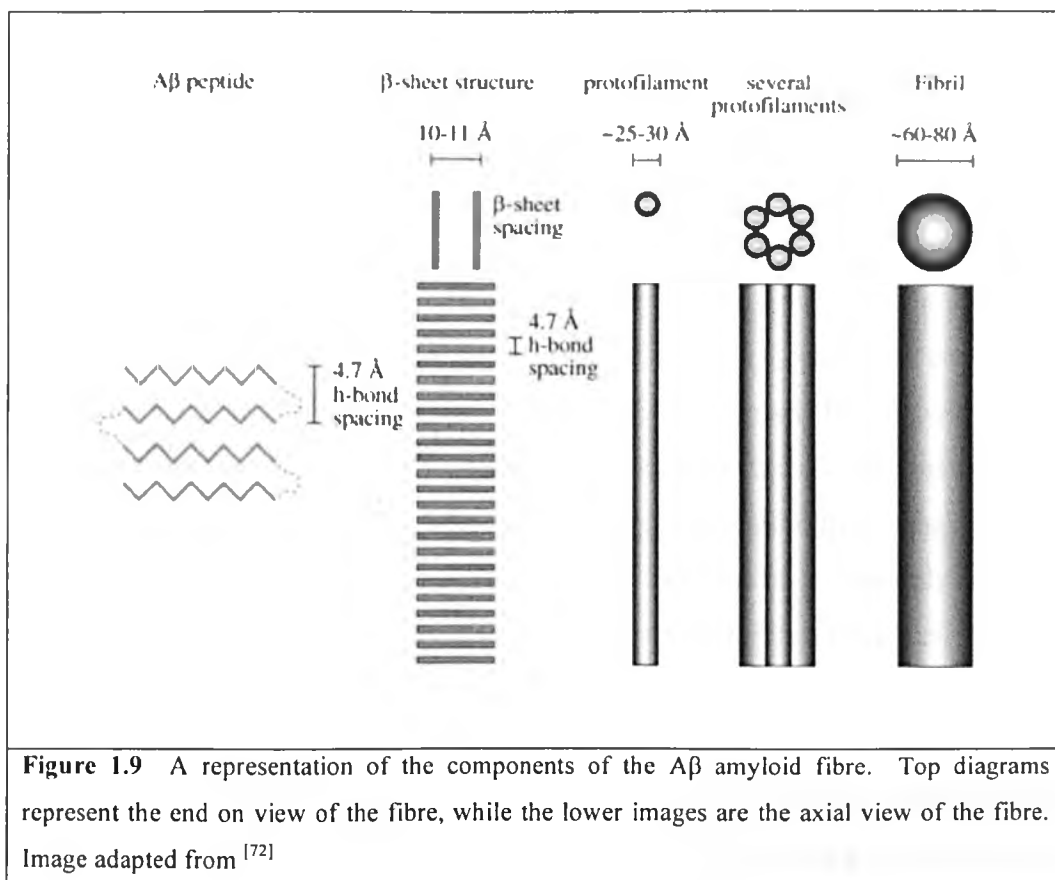 Aβ peptide
β-sheet structure
protofilament
several
protofilaments
Fibril
10-11 Å
~25-30 Å
~60-80 Å
β-sheet
spacing
4.7 Å
h-bond
spacing
4.7 Å
h-bond
spacing
Figure 1.9 A representation of the components of the Aβ amyloid fibre. Top diagrams
represent the end on view of the fibre, while the lower images are the axial view of the fibre.
Image adapted from [72]